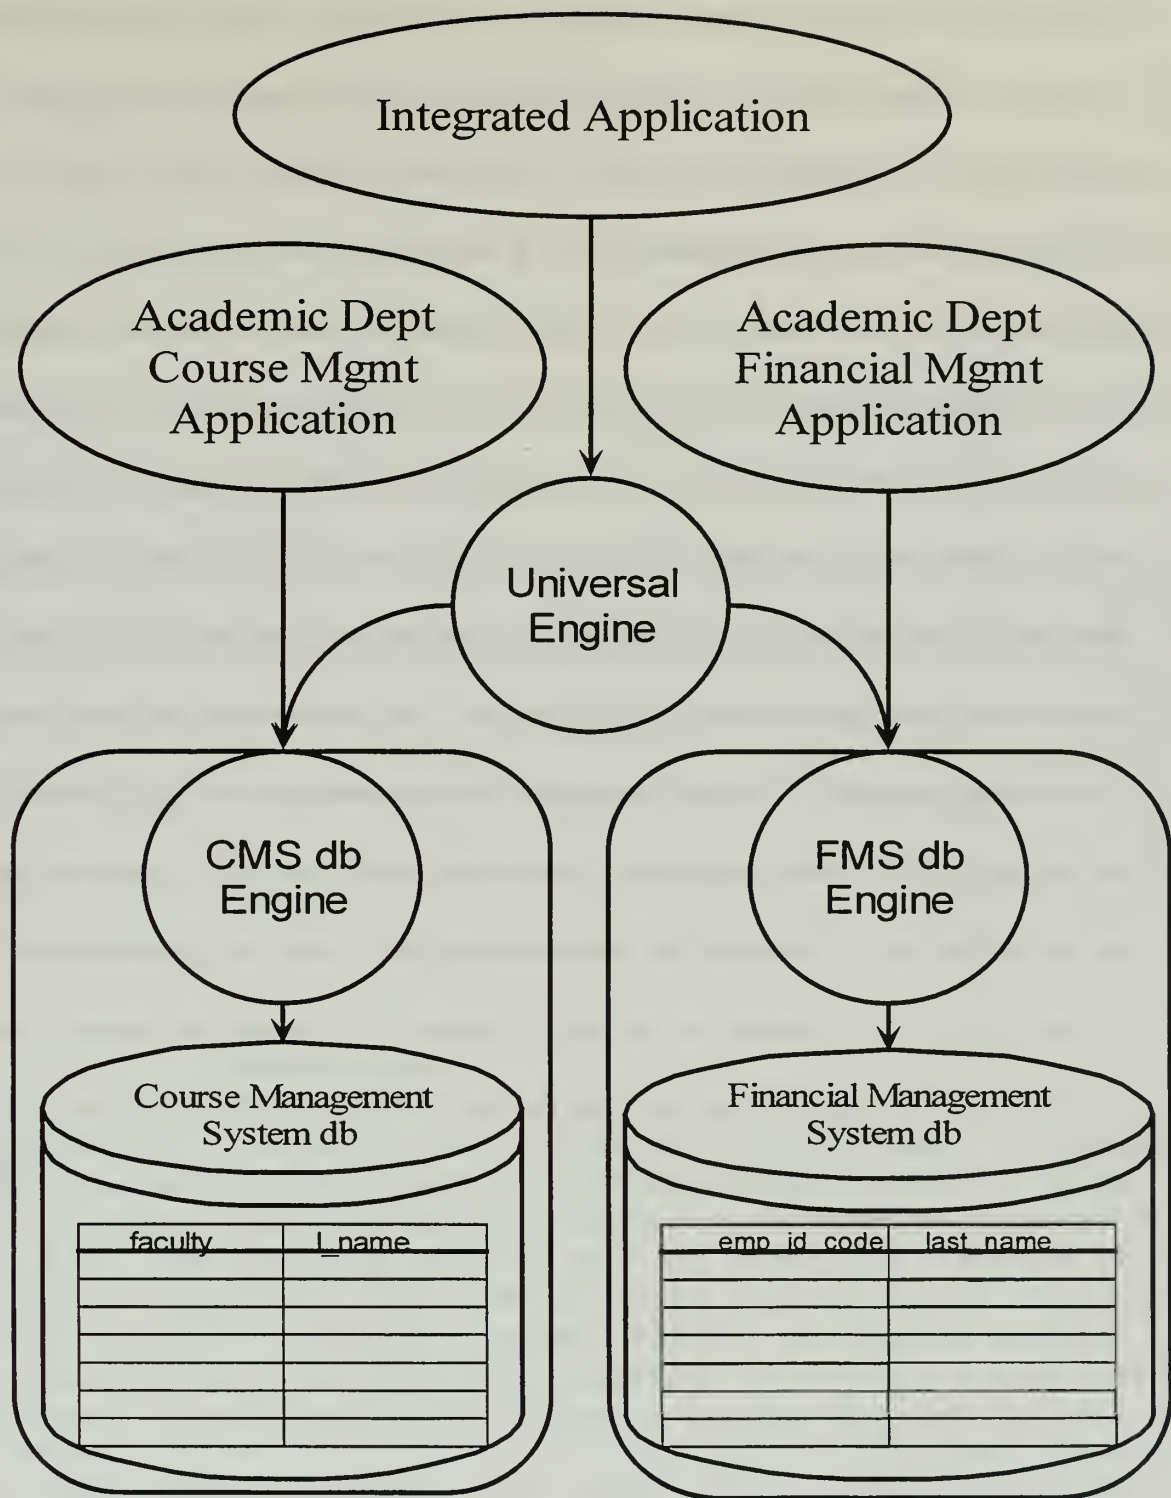 Integrated Application
Academic Dept
Course Mgmt
Application
Academic Dept
Financial Mgmt
Application
Universal
Engine
CMS db
Engine
FMS db
Engine
Course Management
System db
Financial Management
System db
faculty l_name
emp_id_code last_name